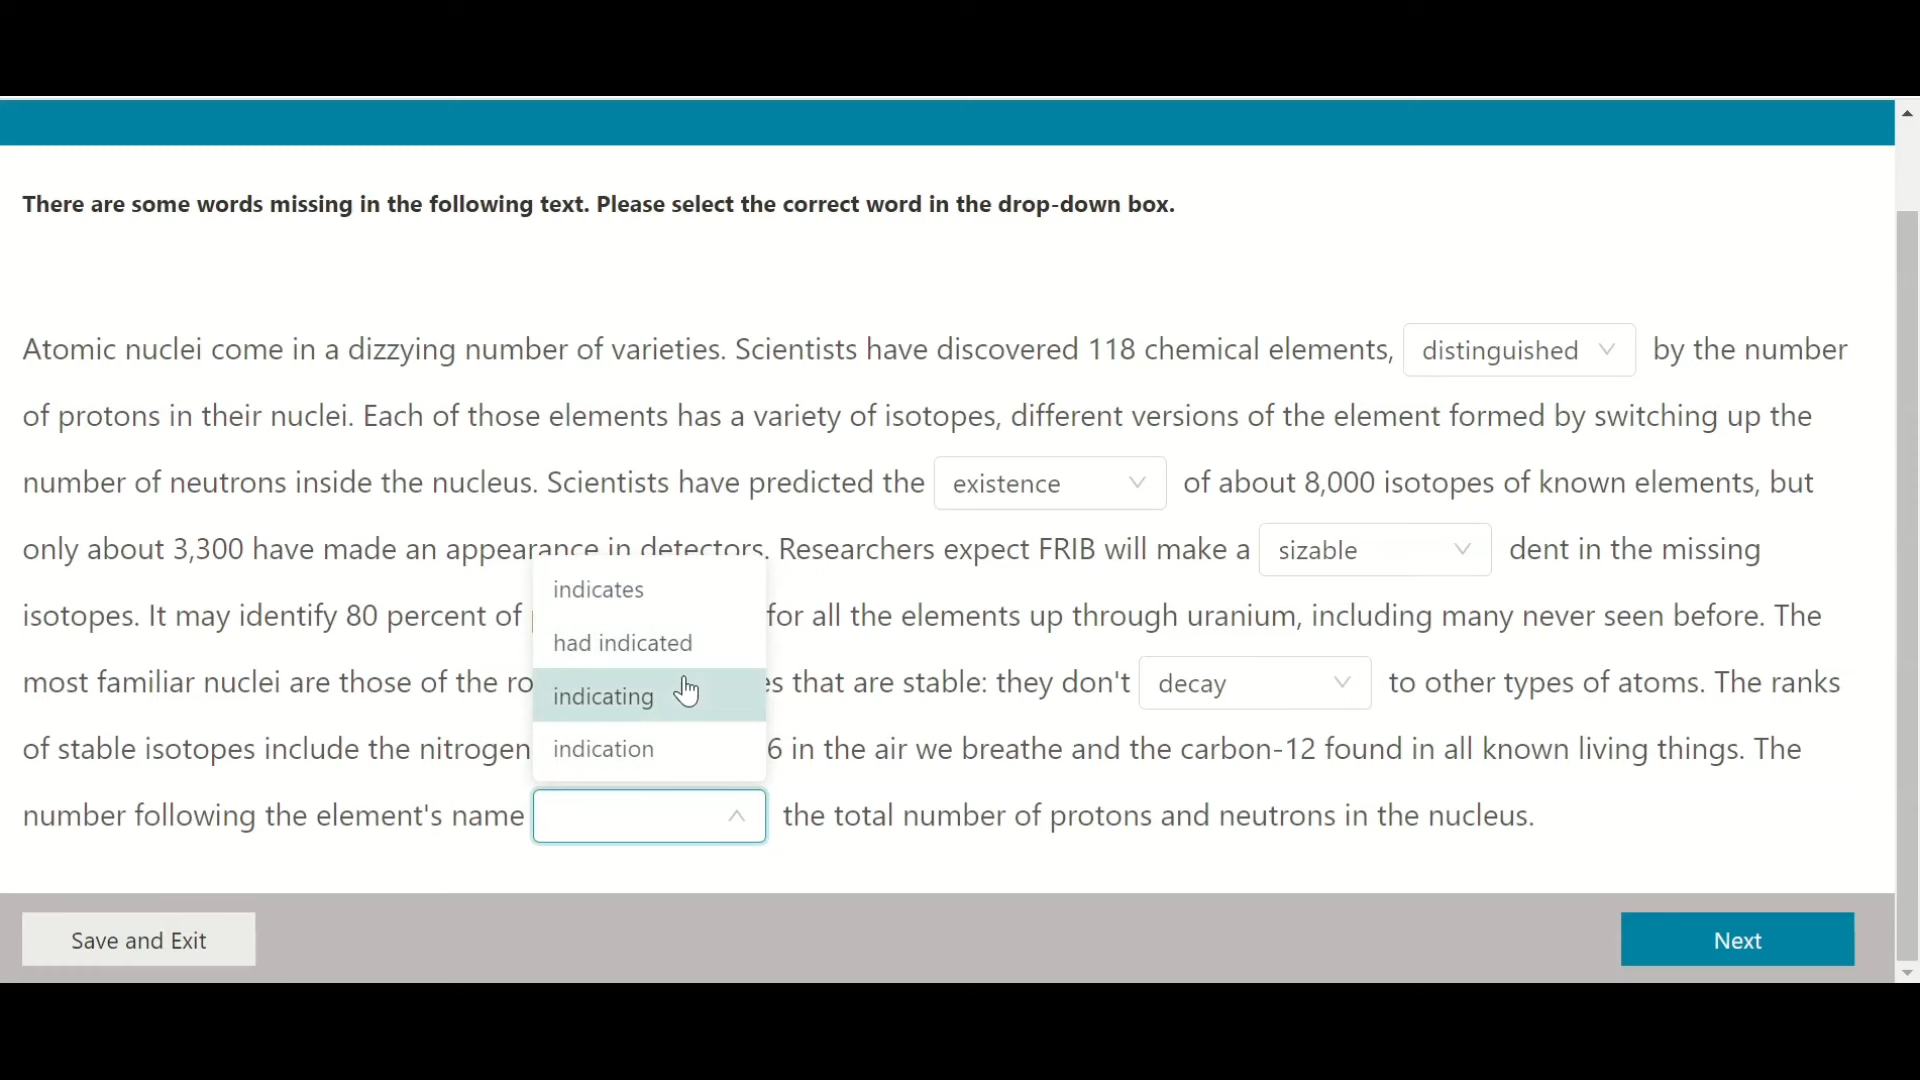 There are some words missing in the following text. Please select the correct word in the drop-down box.
Atomic nuclei come in a dizzying number of varieties. Scientists have discovered 118 chemical elements, distinguished by the number
of protons in their nuclei. Each of those elements has a variety of isotopes, different versions of the element formed by switching up the
number of neutrons inside the nucleus. Scientists have predicted the existence of about 8,000 isotopes of known elements, but
only about 3,300 have made an appearance in detectors. Researchers expect FRIB will make a sizable dent in the missing
indicates
isotopes. It may identify 80 percent of for all the elements up through uranium, including many never seen before. The
had indicated
most familiar nuclei are those of the that are stable: they don't decay to other types of atoms. The ranks
indicating
of stable isotopes include the nitrogen 6 in the air we breathe and the carbon-12 found in all known living things. The
indication
number following the element's name the total number of protons and neutrons in the nucleus.
Save and Exit
Next